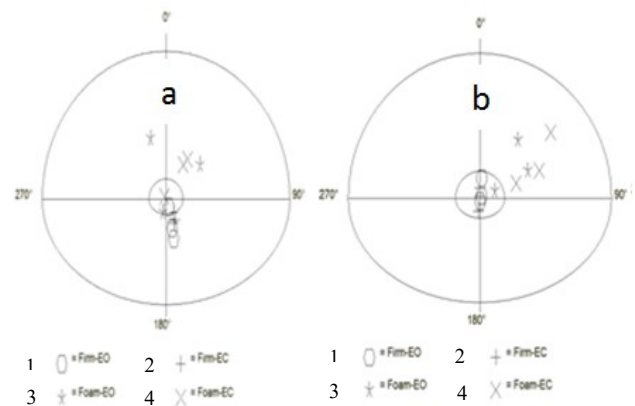 0° 0°
a b
270° 90° 270° 90°
180° 180°
1 = Firm-EO 2 = Firm-EC 1 = Firm-EO 2 = Firm-EC
3 = Foam-EO 4 = Foam-EC 3 = Foam-EO 4 = Foam-EC